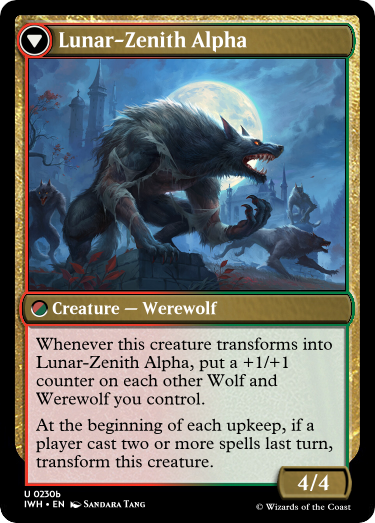 Lunar-Zenith Alpha
Creature — Werewolf
Whenever this creature transforms into
Lunar-Zenith Alpha, put a +1/+1
counter on each other Wolf and
Werewolf you control.
At the beginning of each upkeep, if a
player cast two or more spells last turn,
transform this creature.
4/4
U 0230b
IWH • EN Sandara Tang
© Wizards of the Coast